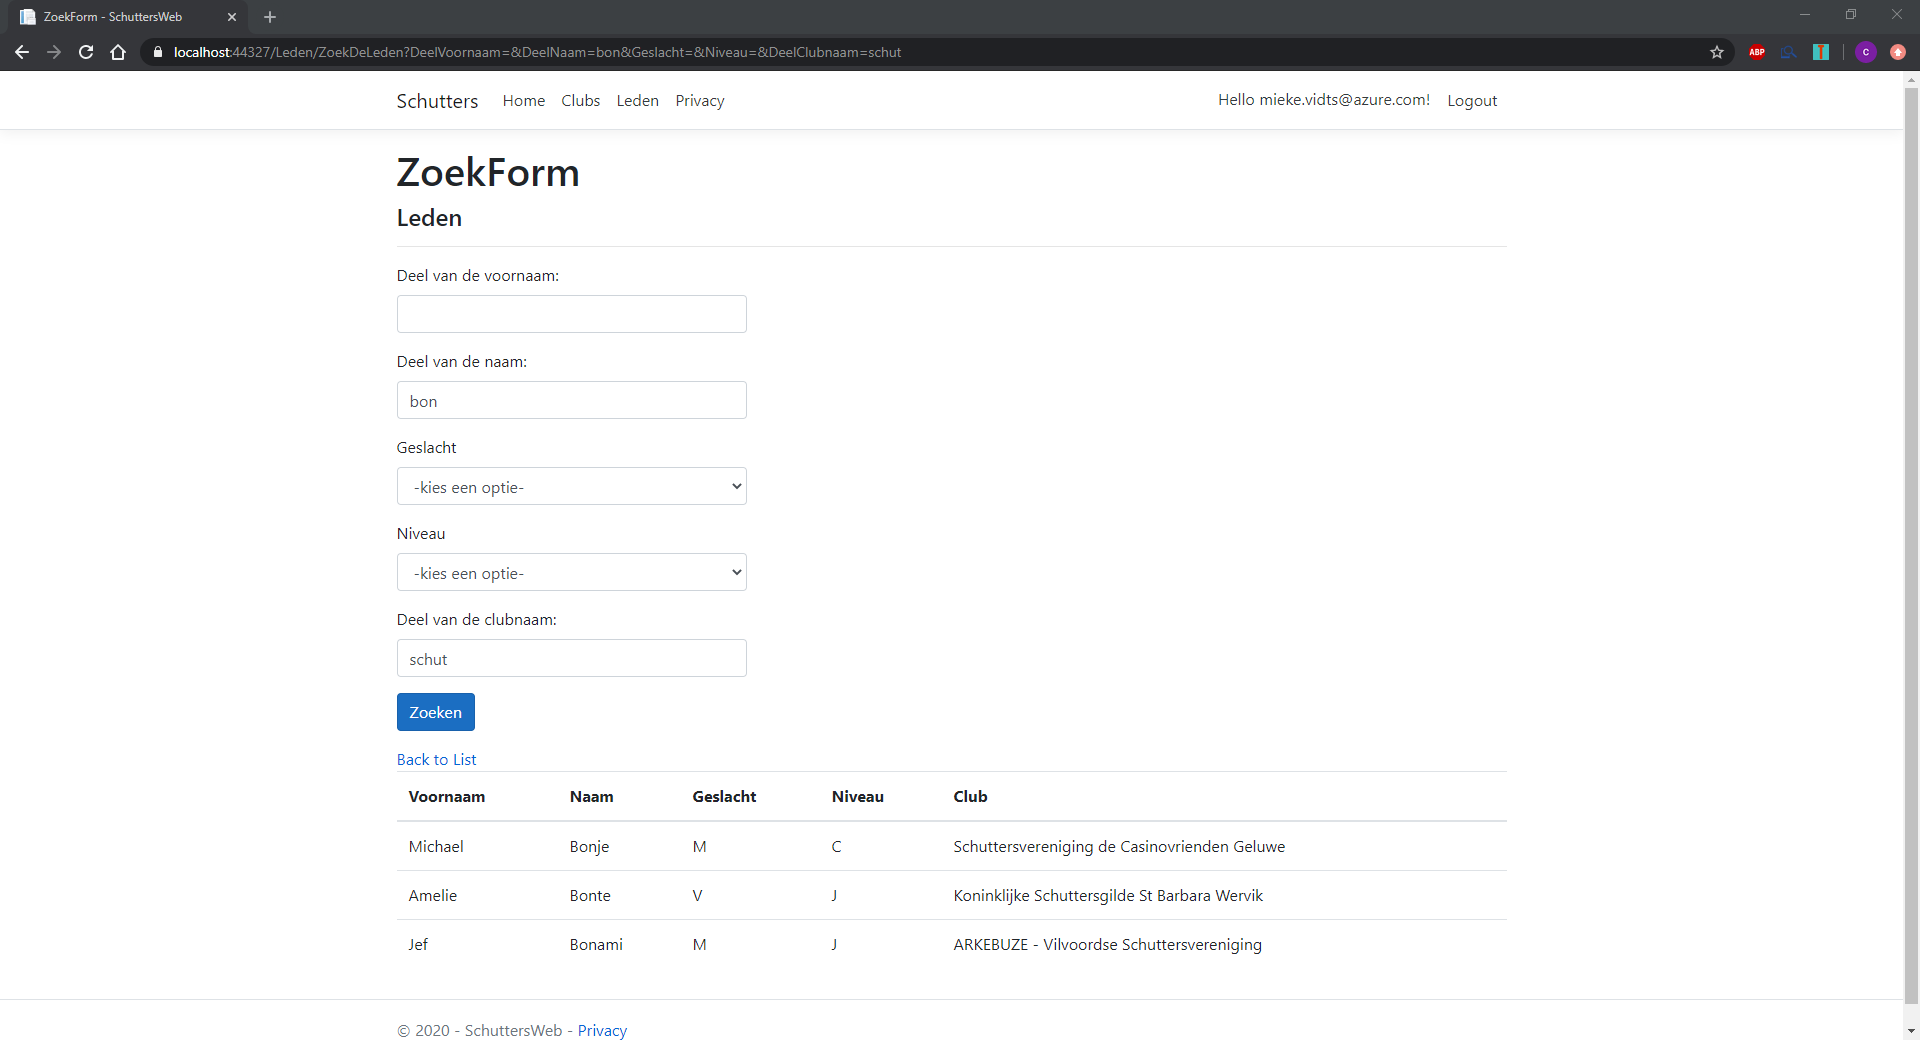 ZoekForm - SchuttersWeb
localhost:44327/Leden/ZoekDeLeden?DeelVoornaam=&DeelNaam=bon&Geslacht=&Niveau=&DeelClubnaam=schut
ABP
C
Schutters Home Clubs Leden Privacy Hello mieke.vidts@azure.com! Logout
ZoekForm
Leden
Deel van de voornaam:
Deel van de naam:
bon
Geslacht
-kies een optie-
Niveau
-kies een optie-
Deel van de clubnaam:
schut
Zoeken
Back to List
Voornaam Naam Geslacht Niveau Club
Michael Bonje M C Schuttersvereniging de Casinovrienden Geluwe
Amelie Bonte V J Koninklijke Schuttersgilde St Barbara Wervik
Jef Bonami M J ARKEBUZE - Vilvoordse Schuttersvereniging
© 2020 - SchuttersWeb - Privacy